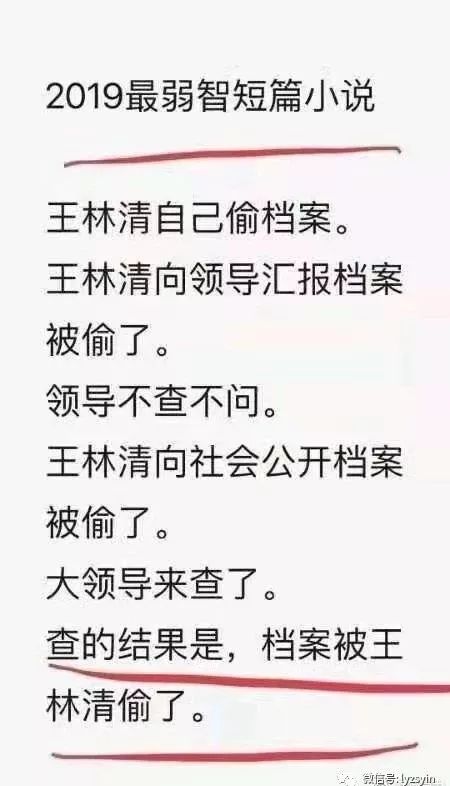 2019最弱智短篇小说
王林清自己偷档案。
王林清向领导汇报档案
被偷了。
领导不查不问。
王林清向社会公开档案
被偷了。
大领导来查了。
查的结果是，档案被王
林清偷了。
微信号:lyzsyin